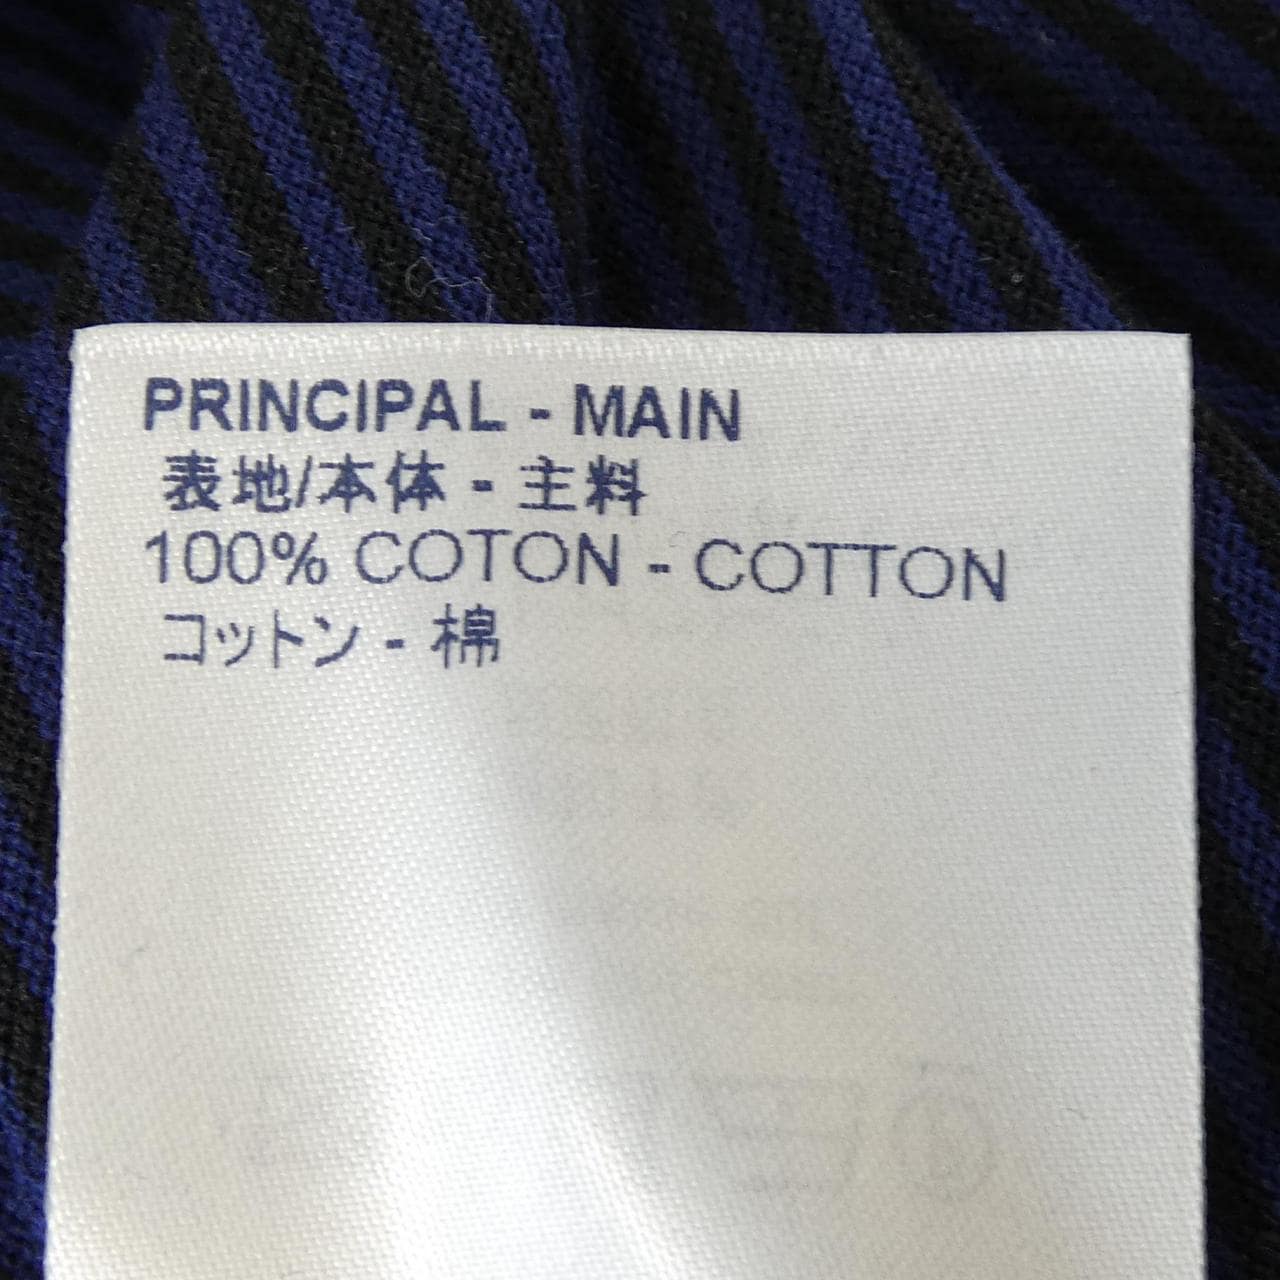 PRINCIPAL - MAIN
表地/本体 - 主料
100% COTON - COTTON
コットン - 棉